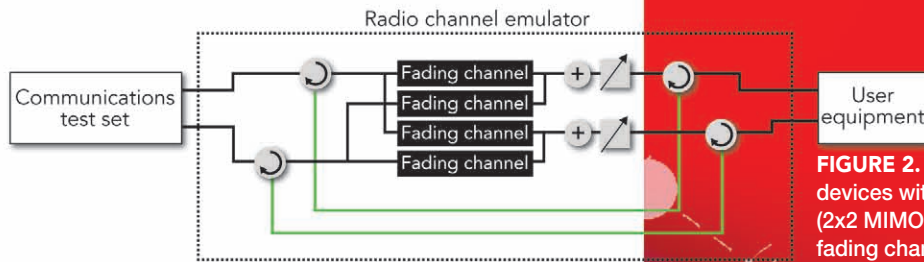 Radio channel emulator
Communications
test set
Fading channel
+
Fading channel
Fading channel
+
Fading channel
User
equipment
FIGURE 2.
devices wit
(2x2 MIMO
fading chan